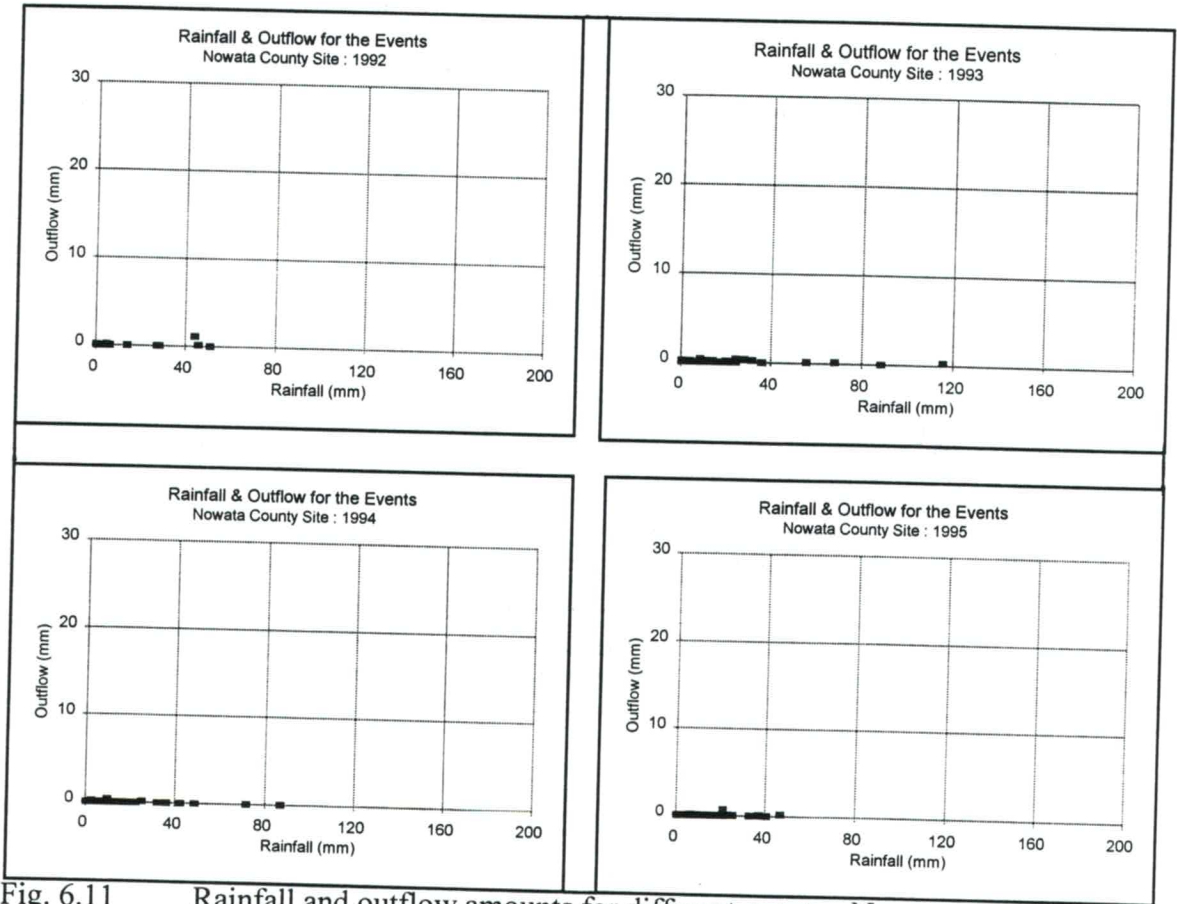 Rainfall & Outflow for the Events
Nowata County Site : 1992
30
20
10
0
Outflow (mm)
0 40 80 120 160 200
Rainfall (mm)
Rainfall & Outflow for the Events
Nowata County Site : 1993
30
20
10
0
Outflow (mm)
0 40 80 120 160 200
Rainfall (mm)
Rainfall & Outflow for the Events
Nowata County Site : 1994
30
20
10
0
Outflow (mm)
0 40 80 120 160 200
Rainfall (mm)
Rainfall & Outflow for the Events
Nowata County Site : 1995
30
20
10
0
Outflow (mm)
0 40 80 120 160 200
Rainfall (mm)
Fig. 6.11 Rainfall and outflow amounts for